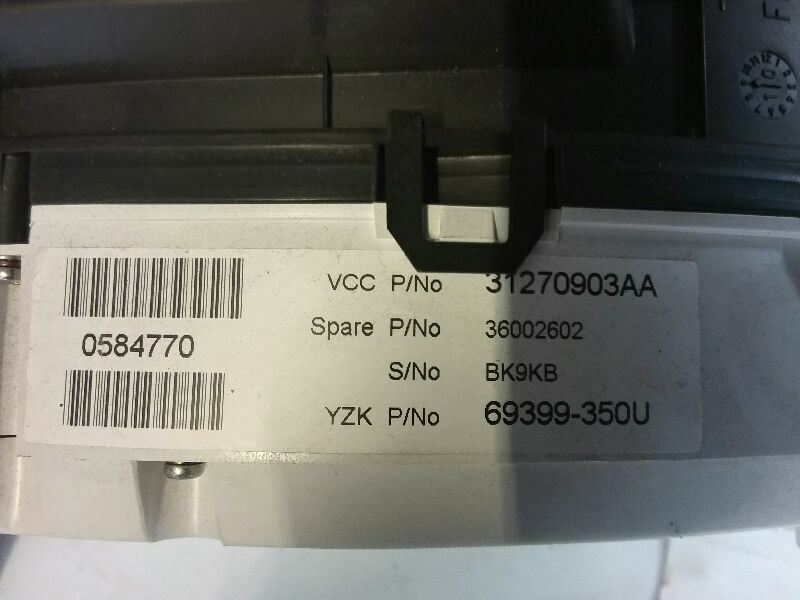 VCC P/No 31270903AA
0584770
Spare P/No 36002602
S/No BK9KB
YZK P/No 69399-350U